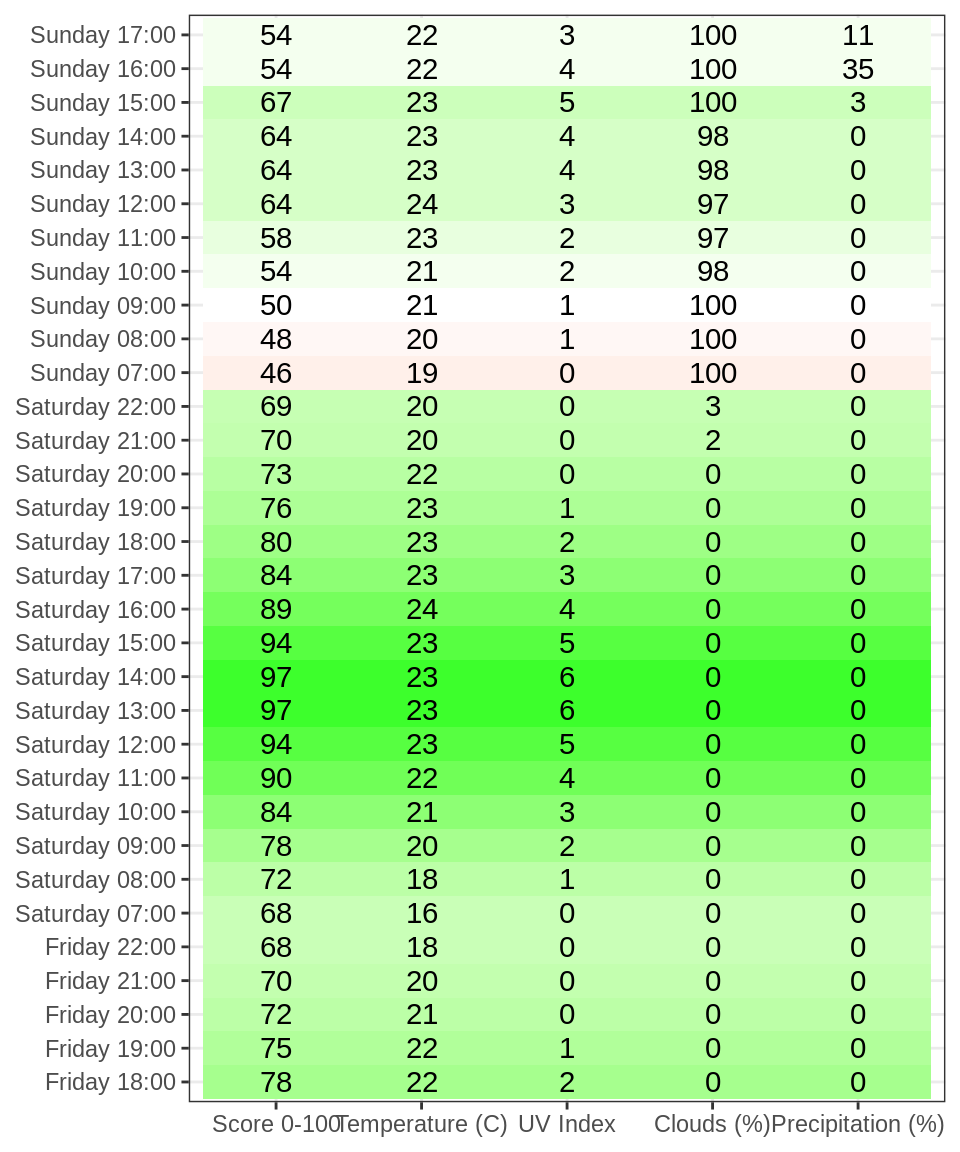 Sunday 17:00 54 22 3 100 11
Sunday 16:00 54 22 4 100 35
Sunday 15:00 67 23 5 100 3
Sunday 14:00 64 23 4 98 0
Sunday 13:00 64 23 4 98 0
Sunday 12:00 64 24 3 97 0
Sunday 11:00 58 23 2 97 0
Sunday 10:00 54 21 2 98 0
Sunday 09:00 50 21 1 100 0
Sunday 08:00 48 20 1 100 0
Sunday 07:00 46 19 0 100 0
Saturday 22:00 69 20 0 3 0
Saturday 21:00 70 20 0 2 0
Saturday 20:00 73 22 0 0 0
Saturday 19:00 76 23 1 0 0
Saturday 18:00 80 23 2 0 0
Saturday 17:00 84 23 3 0 0
Saturday 16:00 89 24 4 0 0
Saturday 15:00 94 23 5 0 0
Saturday 14:00 97 23 6 0 0
Saturday 13:00 97 23 6 0 0
Saturday 12:00 94 23 5 0 0
Saturday 11:00 90 22 4 0 0
Saturday 10:00 84 21 3 0 0
Saturday 09:00 78 20 2 0 0
Saturday 08:00 72 18 1 0 0
Saturday 07:00 68 16 0 0 0
Friday 22:00 68 18 0 0 0
Friday 21:00 70 20 0 0 0
Friday 20:00 72 21 0 0 0
Friday 19:00 75 22 1 0 0
Friday 18:00 78 22 2 0 0
Score 0-100 Temperature (C) UV Index Clouds (%) Precipitation (%)